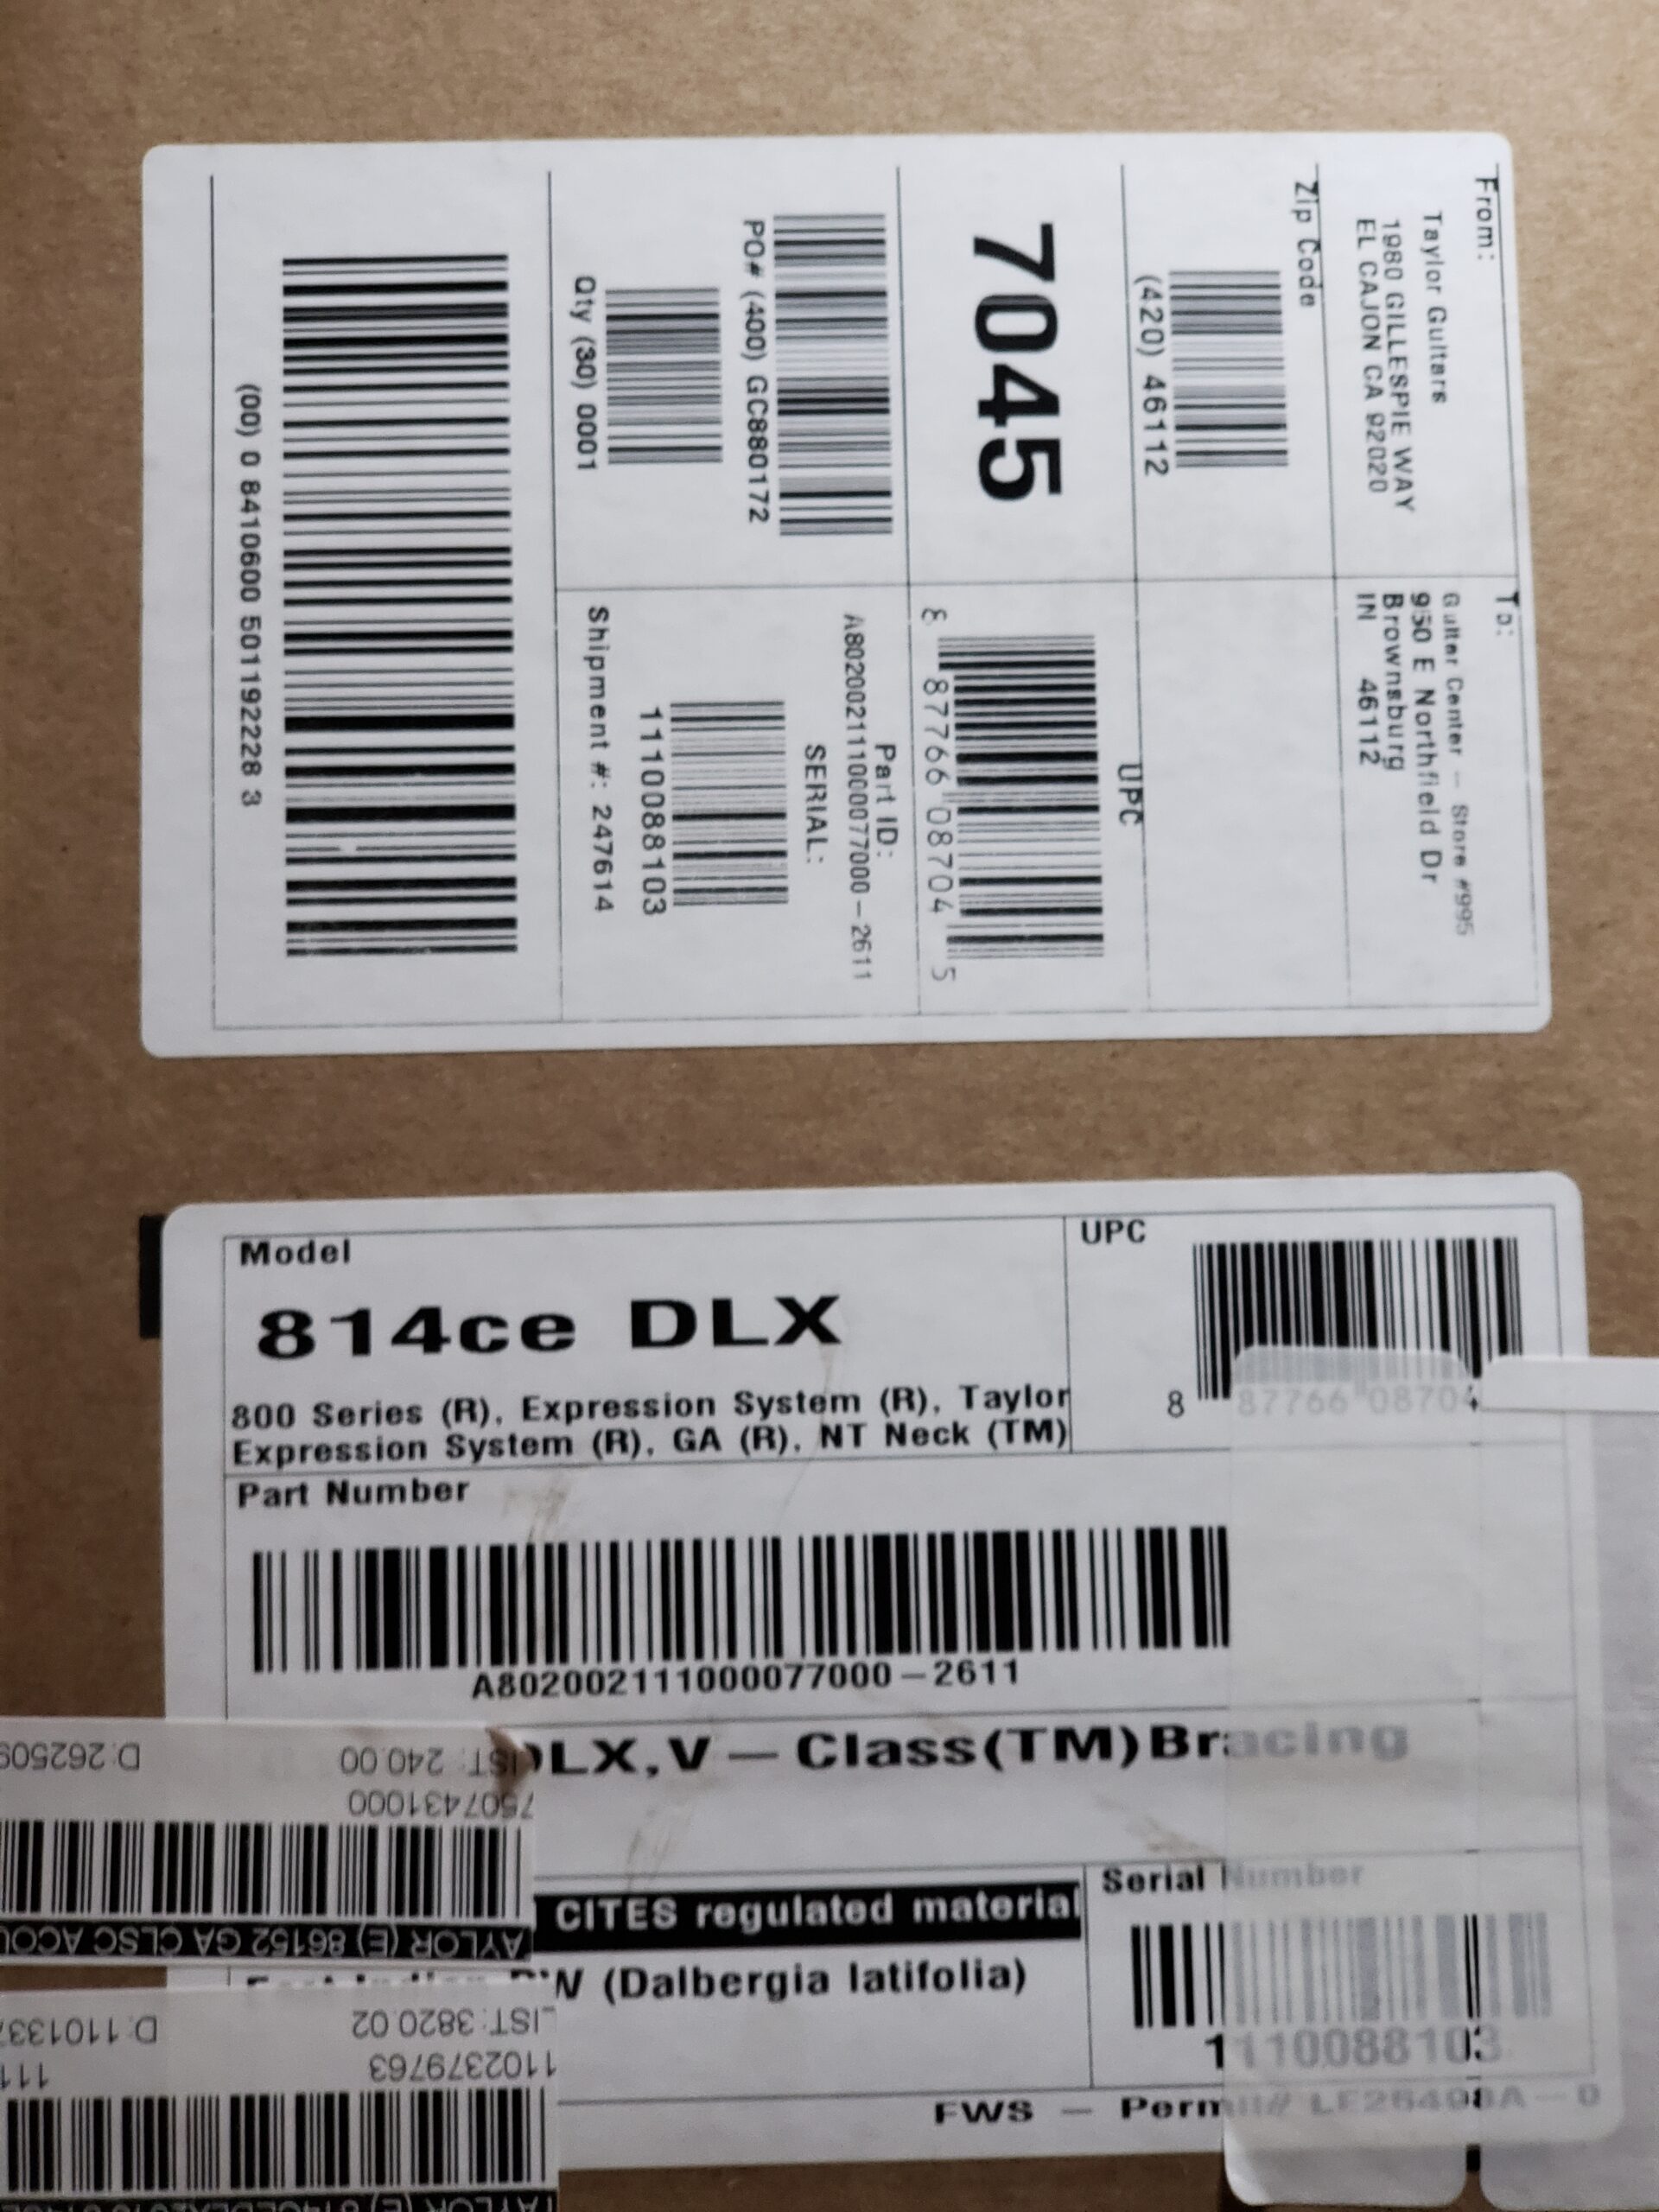 From:
Taylor Guitars
1980 GILLESPIE WAY
EL CAJON CA 92020
To:
Guitar Center - Store #995
950 E Northfield Dr
Brownsburg
IN 46112
Zip Code
(420) 46112
7045
UPC
8 87766 08704 5
PO# (400) GC880172
Qty (30) 0001
Part ID:
A802002111000077000-2611
SERIAL:
1110088103
Shipment #: 247614
(00) 0 8410600 501192228 3
Model
814ce DLX
800 Series (R), Expression System (R), Taylor
Expression System (R), GA (R), NT Neck (TM)
UPC
8 87766 08704
Part Number
A802002111000077000-2611
DLX,V-Class(TM)Bracing
CITES regulated material
(Dalbergia latifolia)
Serial Number
1110088103
FWS - Permit# LE26498A-0
AYLOR (E) 86152 GA CLSC ACOU
7507431000
LIST: 240.00
D:262509
1102379763
LIST:3820.02
D:110133